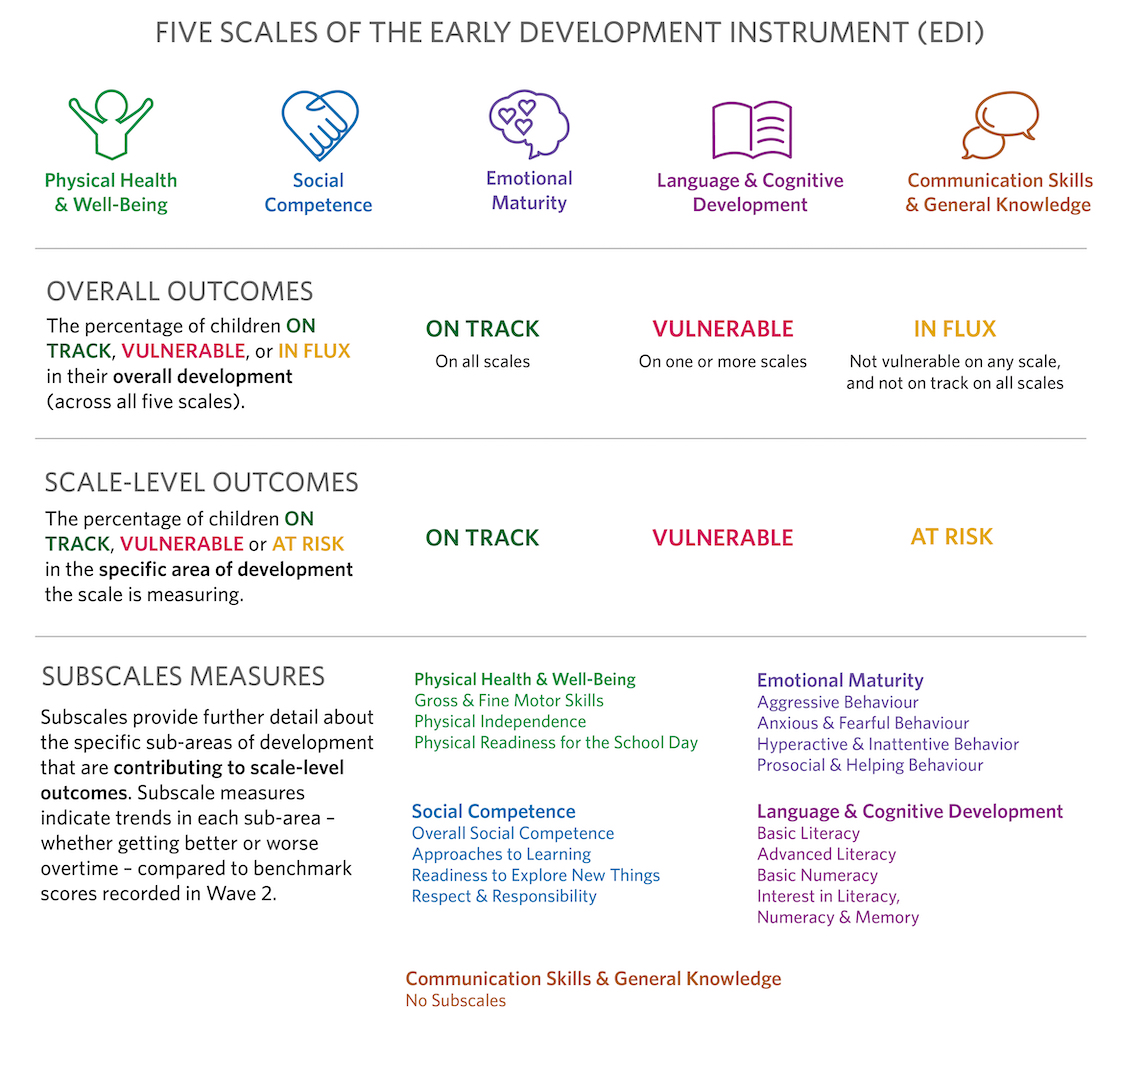 FIVE SCALES OF THE EARLY DEVELOPMENT INSTRUMENT (EDI)
Physical Health
& Well-Being
Social
Competence
Emotional
Maturity
Language & Cognitive
Development
Communication Skills
& General Knowledge
OVERALL OUTCOMES
The percentage of children ON
TRACK, VULNERABLE, or IN FLUX
in their overall development
(across all five scales).
ON TRACK
On all scales
VULNERABLE
On one or more scales
IN FLUX
Not vulnerable on any scale,
and not on track on all scales
SCALE-LEVEL OUTCOMES
The percentage of children ON
TRACK, VULNERABLE or AT RISK
in the specific area of development
the scale is measuring.
ON TRACK
VULNERABLE
AT RISK
SUBSCALES MEASURES
Subscales provide further detail about
the specific sub-areas of development
that are contributing to scale-level
outcomes. Subscale measures
indicate trends in each sub-area –
whether getting better or worse
overtime – compared to benchmark
scores recorded in Wave 2.
Physical Health & Well-Being
Gross & Fine Motor Skills
Physical Independence
Physical Readiness for the School Day
Emotional Maturity
Aggressive Behaviour
Anxious & Fearful Behaviour
Hyperactive & Inattentive Behavior
Prosocial & Helping Behaviour
Social Competence
Overall Social Competence
Approaches to Learning
Readiness to Explore New Things
Respect & Responsibility
Language & Cognitive Development
Basic Literacy
Advanced Literacy
Basic Numeracy
Interest in Literacy,
Numeracy & Memory
Communication Skills & General Knowledge
No Subscales